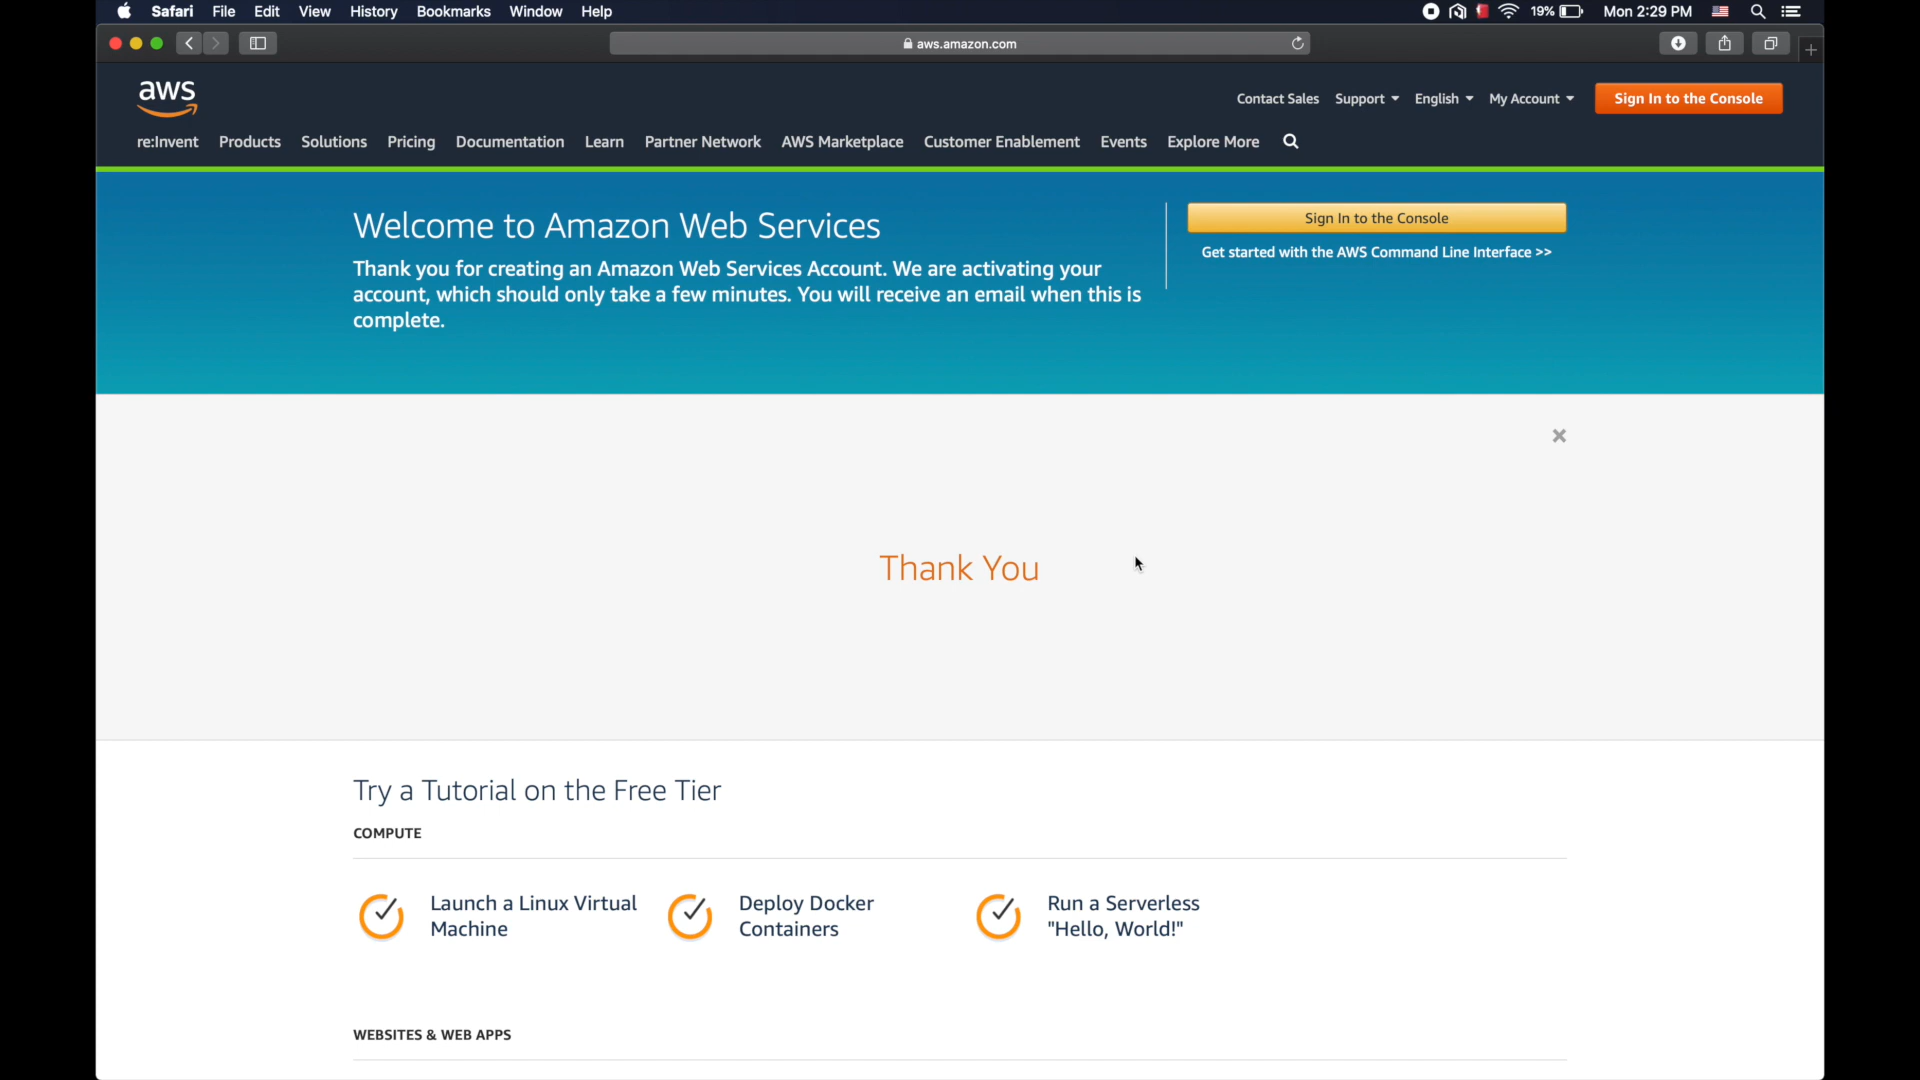 Safari File Edit View History Bookmarks Window Help 19% Mon 2:29 PM
aws.amazon.com
aws
Contact Sales Support English My Account Sign In to the Console
re:Invent Products Solutions Pricing Documentation Learn Partner Network AWS Marketplace Customer Enablement Events Explore More
Welcome to Amazon Web Services
Thank you for creating an Amazon Web Services Account. We are activating your
account, which should only take a few minutes. You will receive an email when this is
complete.
Sign In to the Console
Get started with the AWS Command Line Interface >>
Thank You
Try a Tutorial on the Free Tier
COMPUTE
Launch a Linux Virtual
Machine
Deploy Docker
Containers
Run a Serverless
"Hello, World!"
WEBSITES & WEB APPS